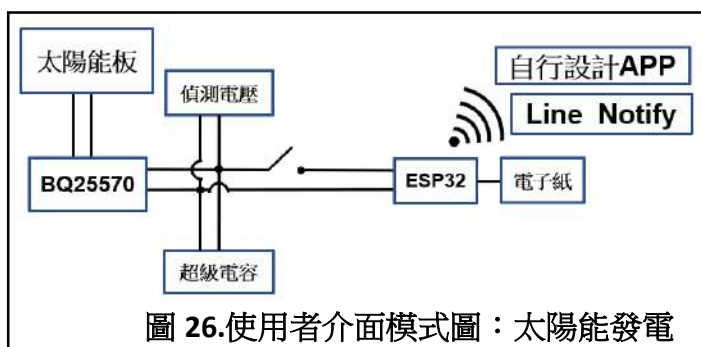 太陽能板
偵測電壓
自行設計APP
Line Notify
BQ25570
ESP32
電子紙
超級電容
圖 26.使用者介面模式圖：太陽能發電